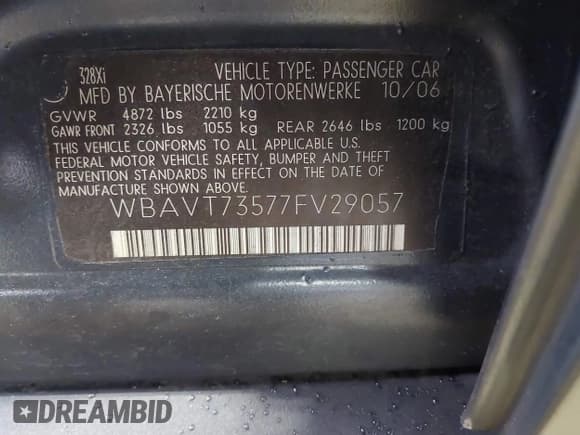 328Xi VEHICLE TYPE: PASSENGER CAR
MFD BY BAYERISCHE MOTORENWERKE 10/06
GVWR 4872 lbs 2210 kg
GAWR FRONT 2326 lbs 1055 kg REAR 2646 lbs 1200 kg
THIS VEHICLE CONFORMS TO ALL APPLICABLE U.S.
FEDERAL MOTOR VEHICLE SAFETY, BUMPER AND THEFT
PREVENTION STANDARDS IN EFFECT ON THE DATE OF
MANUFACTURE SHOWN ABOVE.
WBAVT73577FV29057
DREAMBID